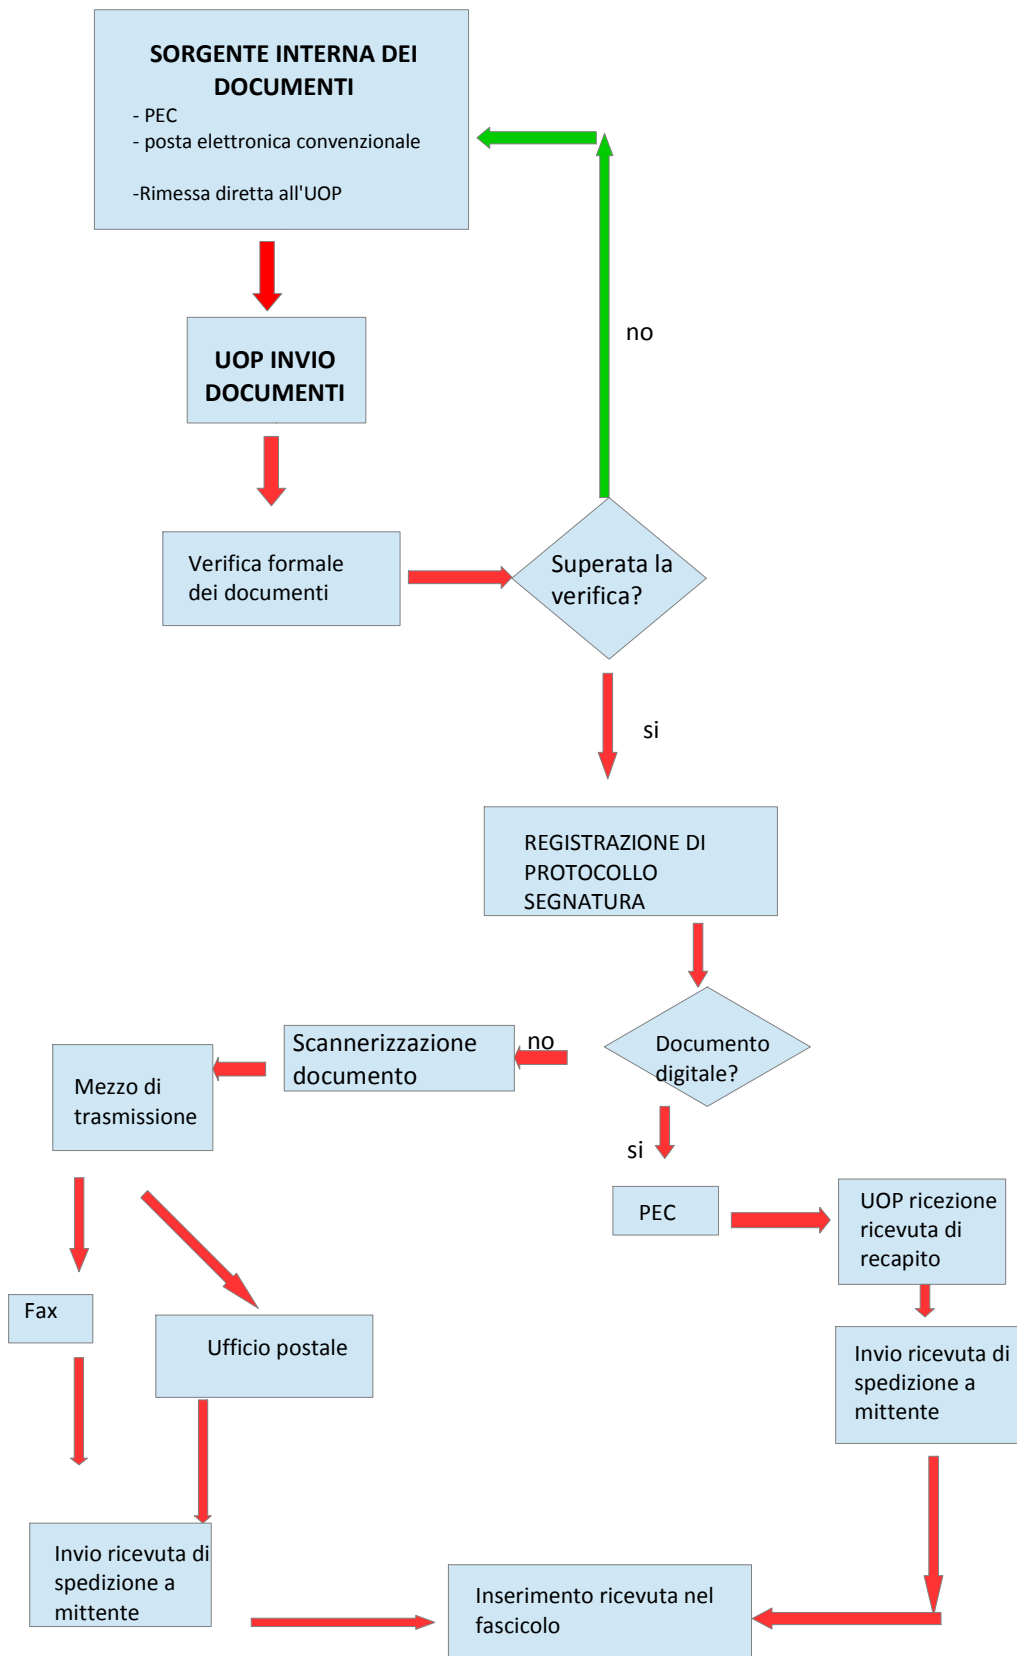 SORGENTE INTERNA DEI
DOCUMENTI
- PEC
- posta elettronica convenzionale
-Rimessa diretta all'UOP
no
UOP INVIO
DOCUMENTI
Verifica formale
dei documenti
Superata la
verifica?
si
REGISTRAZIONE DI
PROTOCOLLO
SEGNATURA
Documento
digitale?
no
Scannerizzazione
documento
Mezzo di
trasmissione
si
PEC
UOP ricezione
ricevuta di
recapito
Fax
Ufficio postale
Invio ricevuta di
spedizione a
mittente
Invio ricevuta di
spedizione a
mittente
Inserimento ricevuta nel
fascicolo